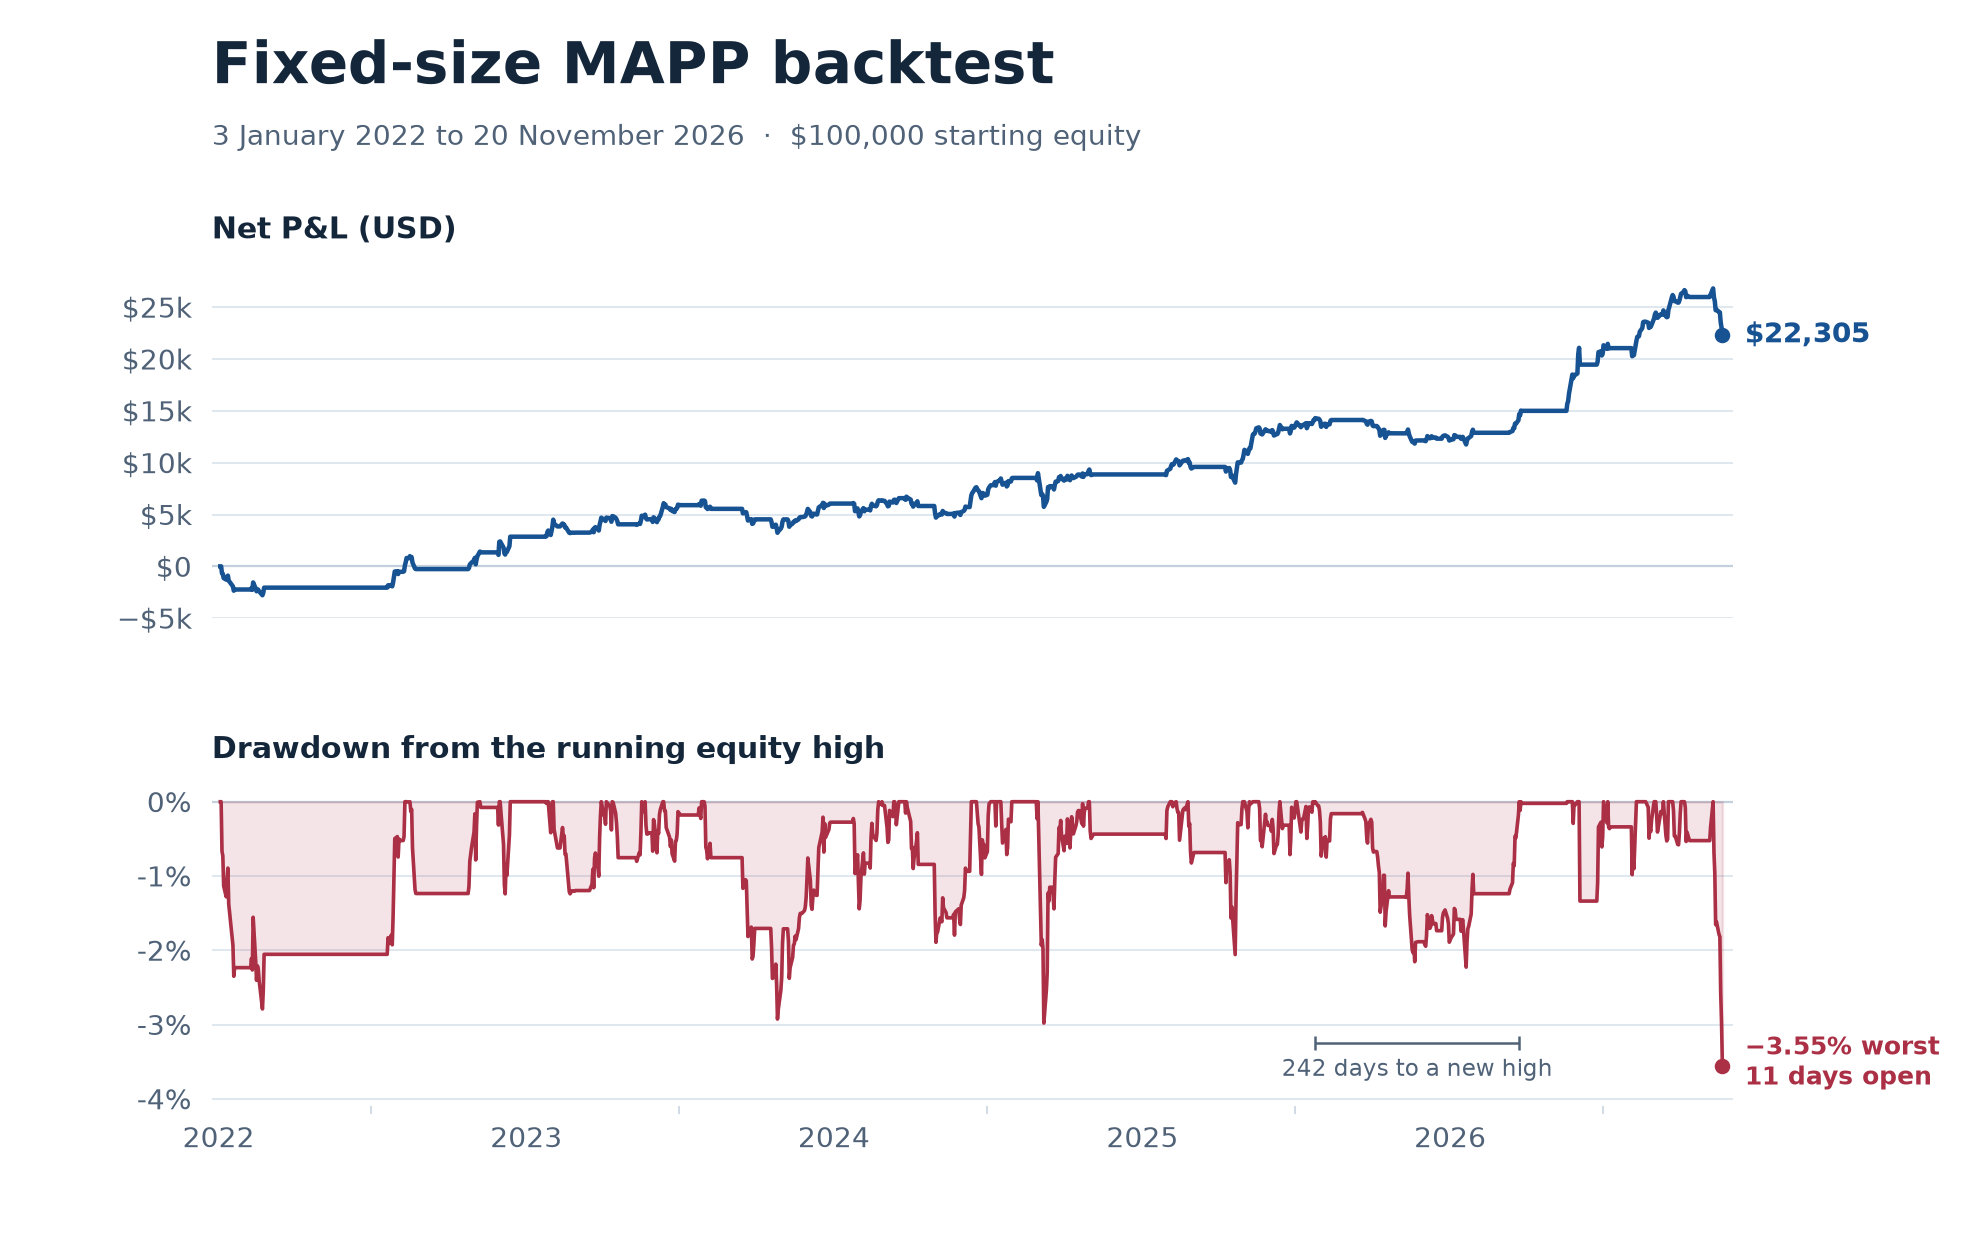 Fixed-size MAPP backtest
3 January 2022 to 20 November 2026 · $100,000 starting equity
Net P&L (USD)
$25k
$20k
$15k
$10k
$5k
$0
−$5k
$22,305
Drawdown from the running equity high
0%
-1%
-2%
-3%
-4%
242 days to a new high
−3.55% worst
11 days open
2022
2023
2024
2025
2026